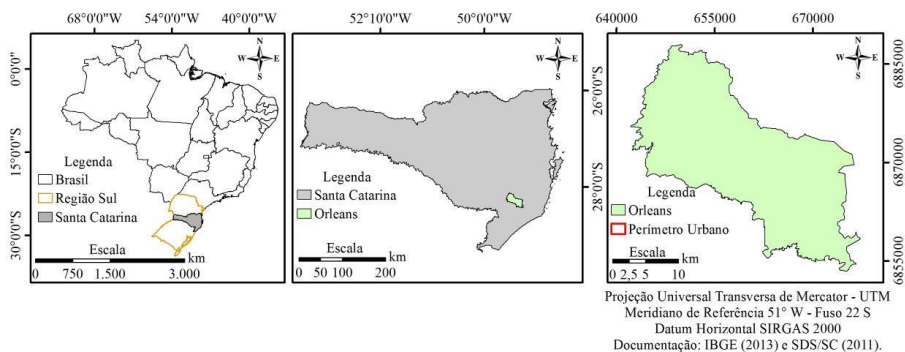 68°0'0"W 54°0'0"W 40°0'0"W
N
W E
S
0°0'0"
15°0'0"S
30°0'0"S
Legenda
Brasil
Região Sul
Santa Catarina
Escala
km
0 750 1.500 3.000
52°10'0"W 50°0'0"W
N
W E
S
26°0'0"S
28°0'0"S
Legenda
Santa Catarina
Orleans
Escala
km
0 50 100 200
640000 655000 670000
N
W E
S
6885000
6870000
6855000
Legenda
Orleans
Perímetro Urbano
Escala
km
0 2,5 5 10
Projeção Universal Transversa de Mercator - UTM
Meridiano de Referência 51° W - Fuso 22 S
Datum Horizontal SIRGAS 2000
Documentação: IBGE (2013) e SDS/SC (2011).